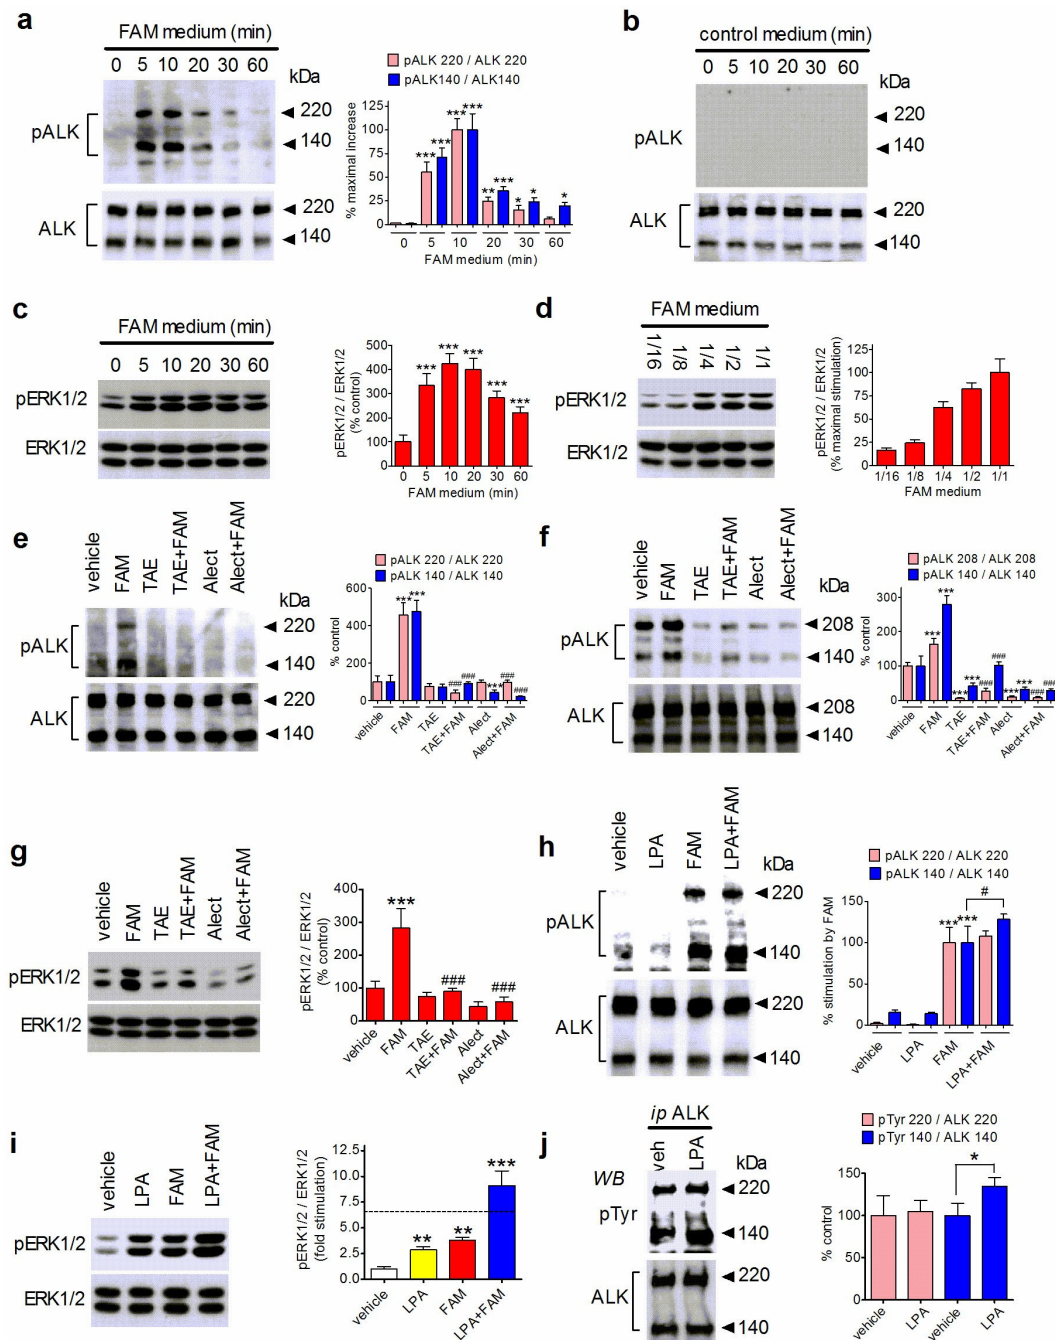 a
FAM medium (min)
0 5 10 20 30 60
kDa
pALK
220
140
ALK
220
140
pALK 220 / ALK 220
pALK140 / ALK140
% maximal increase
125
100
75
50
25
0
*** *** *** *** ** *** * * *
0 5 10 20 30 60
FAM medium (min)
b
control medium (min)
0 5 10 20 30 60
kDa
pALK
220
140
ALK
220
140
c
FAM medium (min)
0 5 10 20 30 60
pERK1/2
ERK1/2
pERK1/2 / ERK1/2
(% control)
500
400
300
200
100
0
*** *** *** *** ***
0 5 10 20 30 60
FAM medium (min)
d
FAM medium
1/16 1/8 1/4 1/2 1/1
pERK1/2
ERK1/2
pERK1/2 / ERK1/2
(% maximal stimulation)
125
100
75
50
25
0
1/16 1/8 1/4 1/2 1/1
FAM medium
e
vehicle FAM TAE TAE+FAM Alect Alect+FAM
kDa
pALK
220
140
ALK
220
140
pALK 220 / ALK 220
pALK 140 / ALK 140
% control
600
400
200
100
0
*** *** ### ### *** ### ###
vehicle FAM TAE TAE+FAM Alect Alect+FAM
f
vehicle FAM TAE TAE+FAM Alect Alect+FAM
kDa
pALK
208
140
ALK
208
140
pALK 208 / ALK 208
pALK 140 / ALK 140
% control
300
200
100
0
*** *** *** *** ### ### *** *** ### ###
vehicle FAM TAE TAE+FAM Alect Alect+FAM
g
vehicle FAM TAE TAE+FAM Alect Alect+FAM
pERK1/2
ERK1/2
pERK1/2 / ERK1/2
(% control)
400
300
200
100
0
*** ### ###
vehicle FAM TAE TAE+FAM Alect Alect+FAM
h
vehicle LPA FAM LPA+FAM
kDa
pALK
220
140
ALK
220
140
pALK 220 / ALK 220
pALK 140 / ALK 140
% stimulation by FAM
150
100
50
0
*** *** #
vehicle LPA FAM LPA+FAM
i
vehicle LPA FAM LPA+FAM
pERK1/2
ERK1/2
pERK1/2 / ERK1/2
(fold stimulation)
12.5
10.0
7.5
5.0
2.5
0.0
** ** ***
vehicle LPA FAM LPA+FAM
j
ip ALK
veh LPA
kDa
WB
pTyr
220
140
ALK
220
140
pTyr 220 / ALK 220
pTyr 140 / ALK 140
% control
150
100
50
0
*
vehicle LPA vehicle LPA